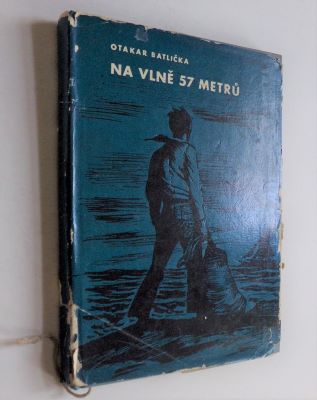 OTAKAR BATLIČKA
NA VLNĚ 57 METRŮ